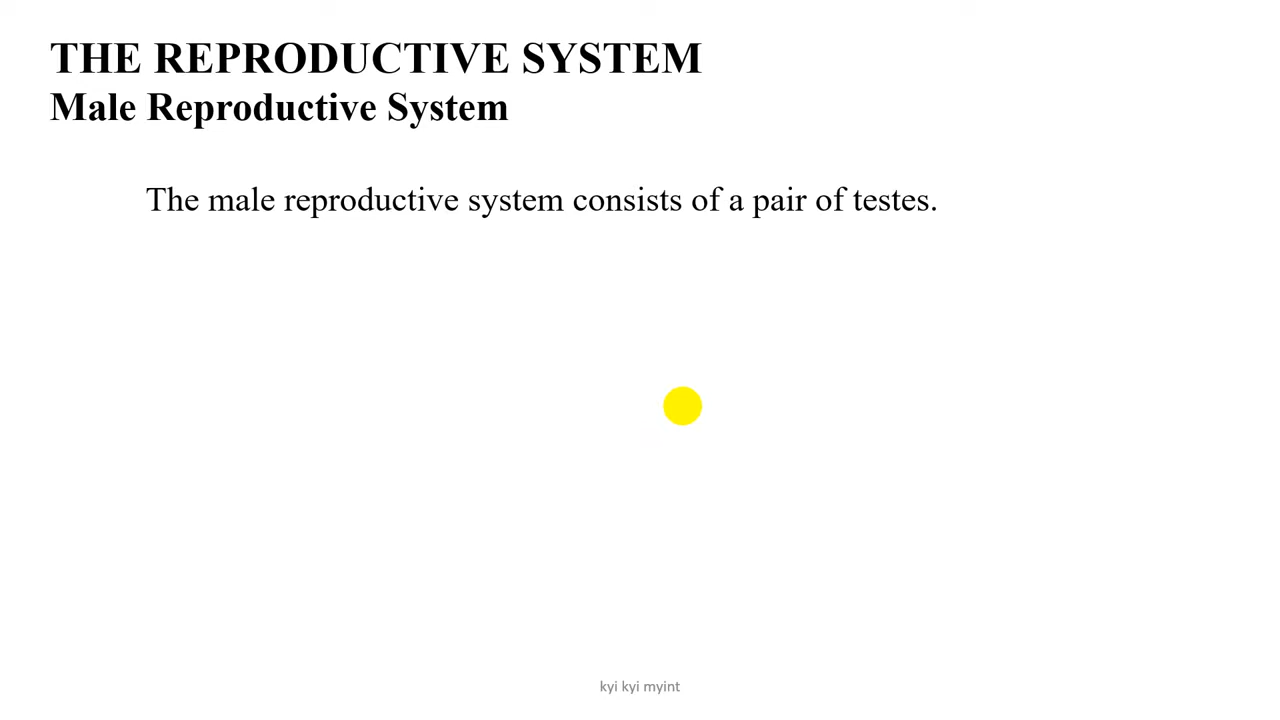 THE REPRODUCTIVE SYSTEM
Male Reproductive System
The male reproductive system consists of a pair of testes.
kyi kyi myint